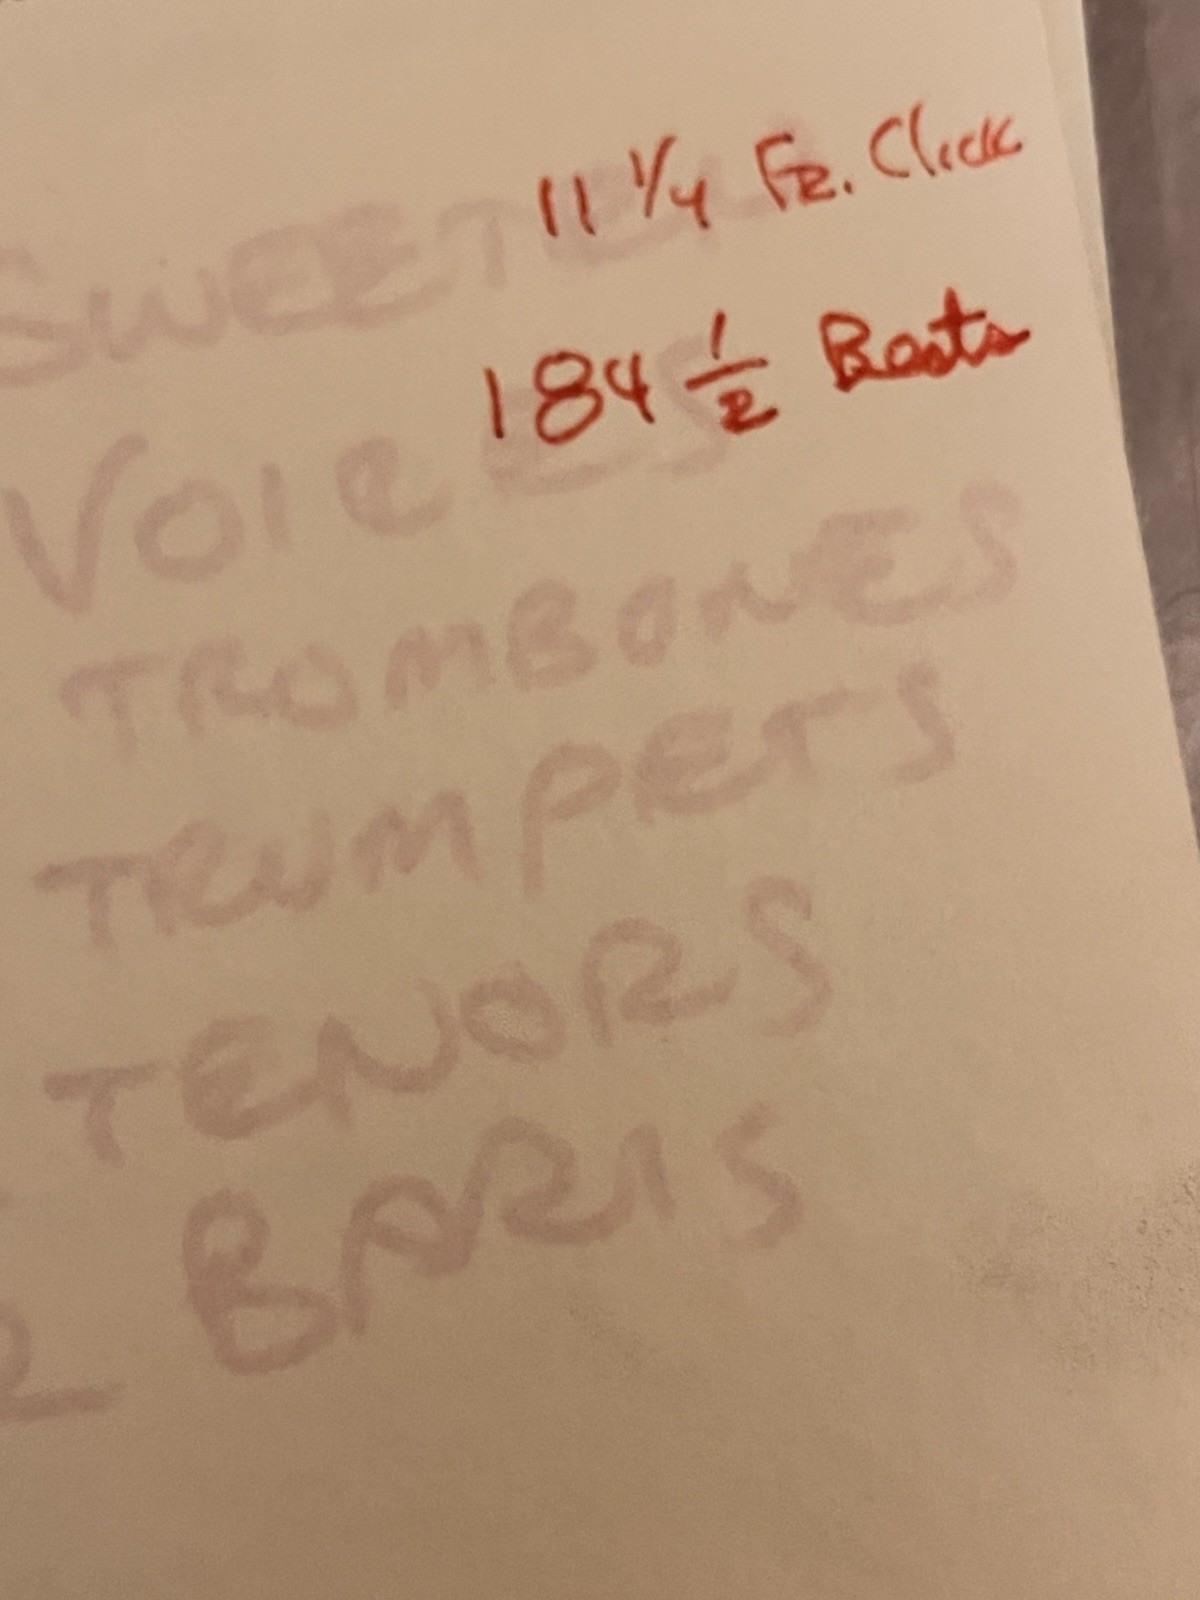 11 1/4 Fr. Click
184 1/2 Beats
SWEET
VOICES
TROMBONES
TRUMPETS
TENORS
BARIS